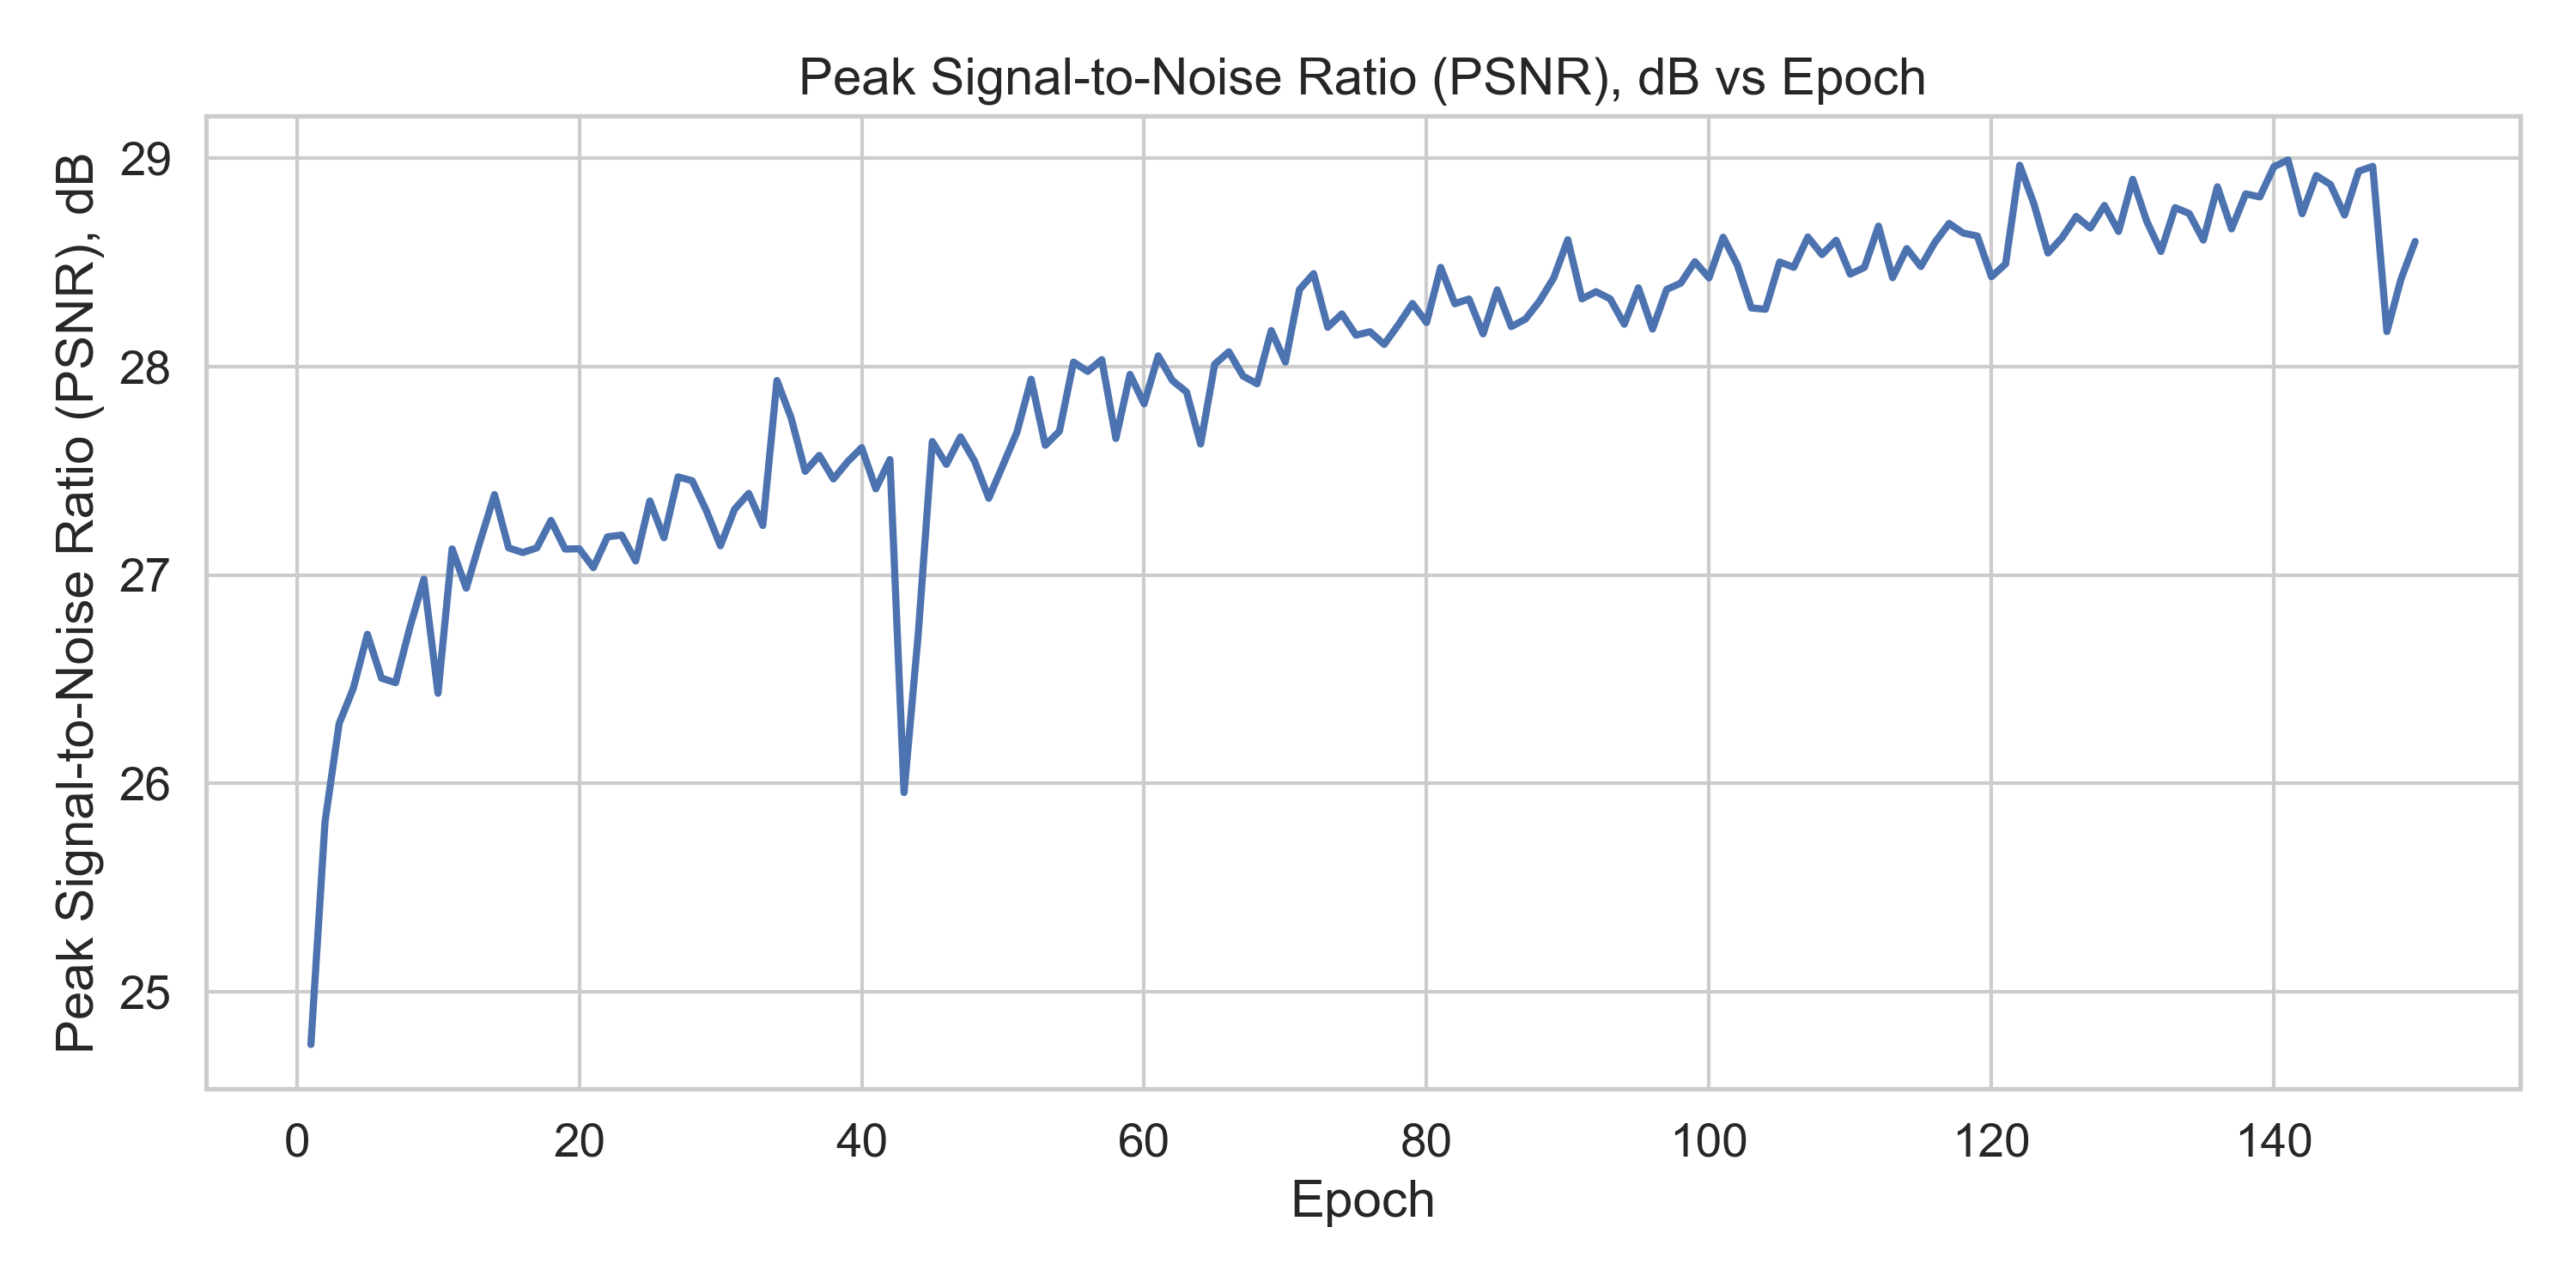 Peak Signal-to-Noise Ratio (PSNR), dB vs Epoch
Peak Signal-to-Noise Ratio (PSNR), dB
29
28
27
26
25
0 20 40 60 80 100 120 140
Epoch